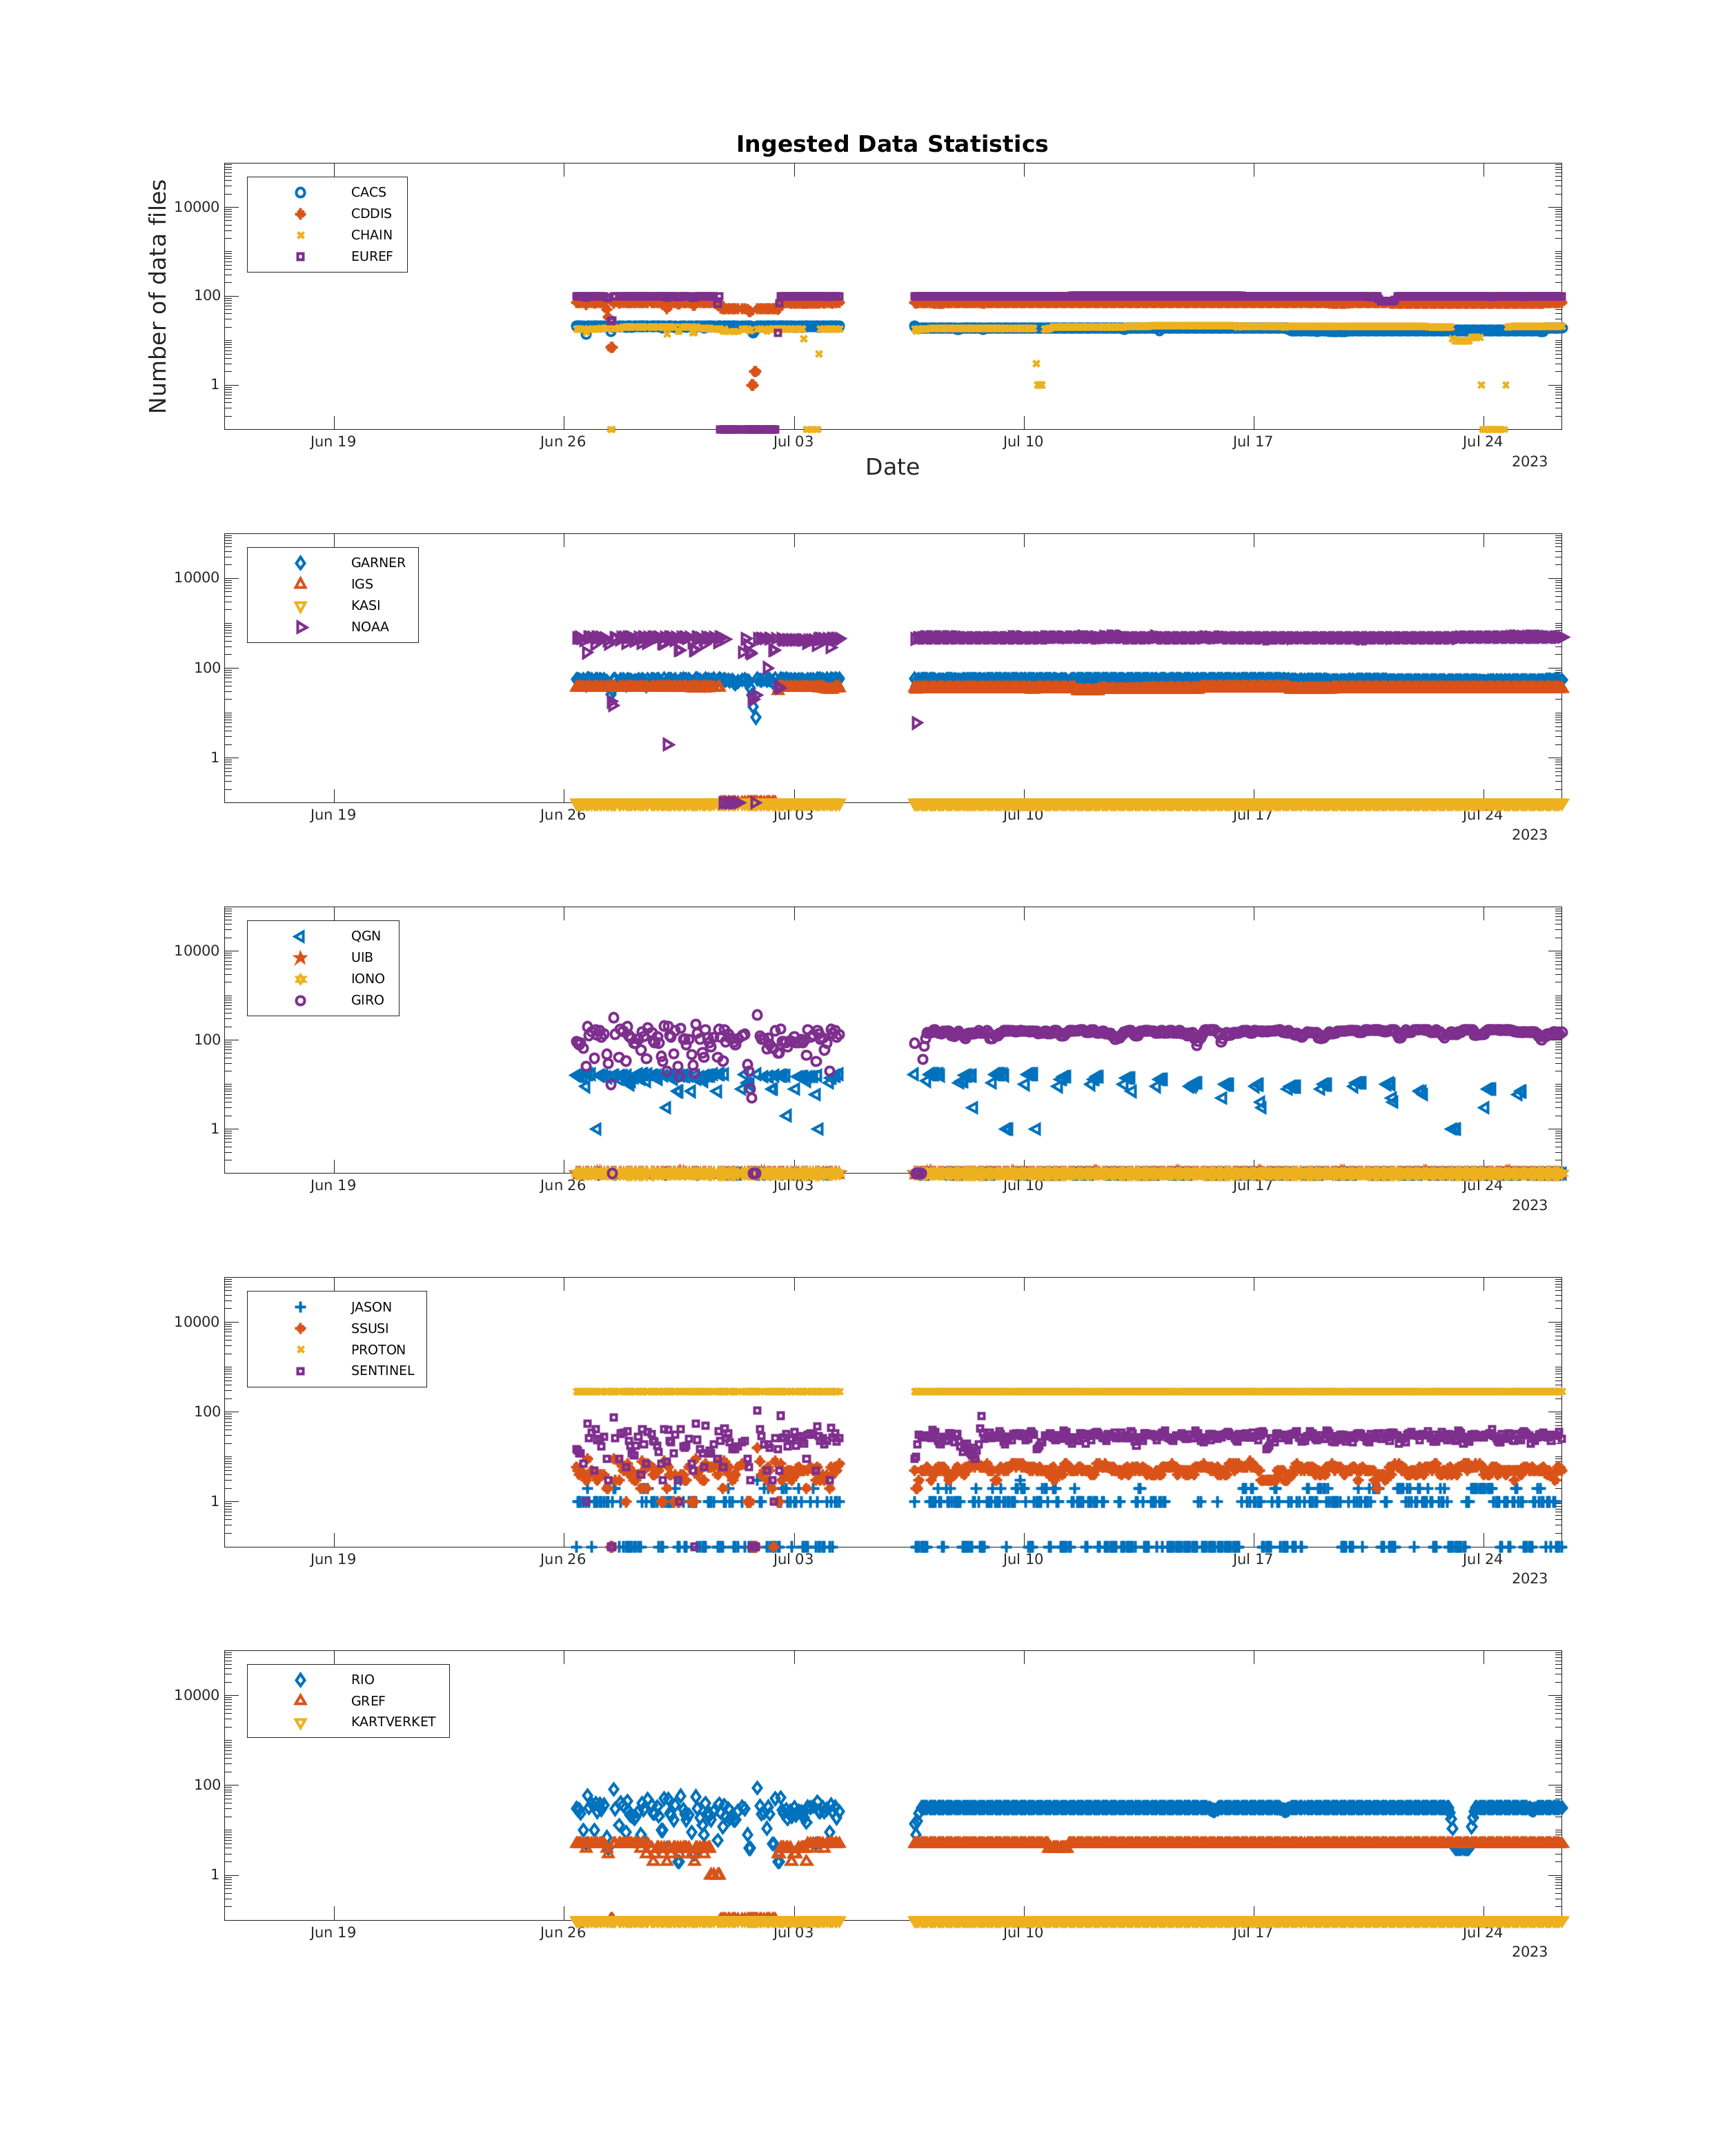 Ingested Data Statistics
Number of data files
CACS
CDDIS
CHAIN
EUREF
10000
100
1
Jun 19 Jun 26 Jul 03 Jul 10 Jul 17 Jul 24
2023
Date
GARNER
IGS
KASI
NOAA
10000
100
1
Jun 19 Jun 26 Jul 03 Jul 10 Jul 17 Jul 24
2023
QGN
UIB
IONO
GIRO
10000
100
1
Jun 19 Jun 26 Jul 03 Jul 10 Jul 17 Jul 24
2023
JASON
SSUSI
PROTON
SENTINEL
10000
100
1
Jun 19 Jun 26 Jul 03 Jul 10 Jul 17 Jul 24
2023
RIO
GREF
KARTVERKET
10000
100
1
Jun 19 Jun 26 Jul 03 Jul 10 Jul 17 Jul 24
2023